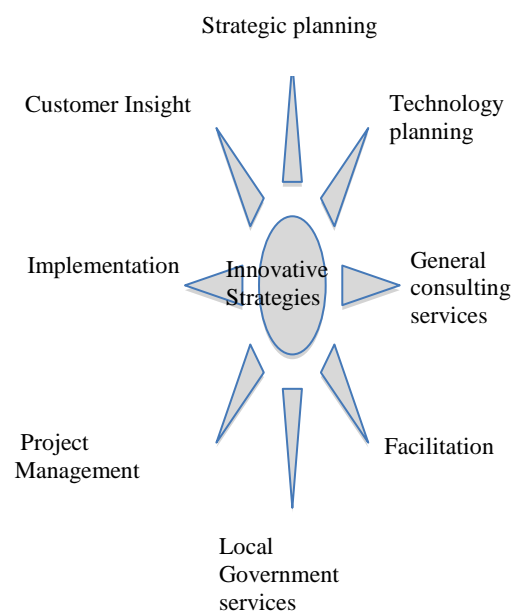 Strategic planning
Customer Insight
Technology
planning
Implementation
Innovative
Strategies
General
consulting
services
Project
Management
Facilitation
Local
Government
services